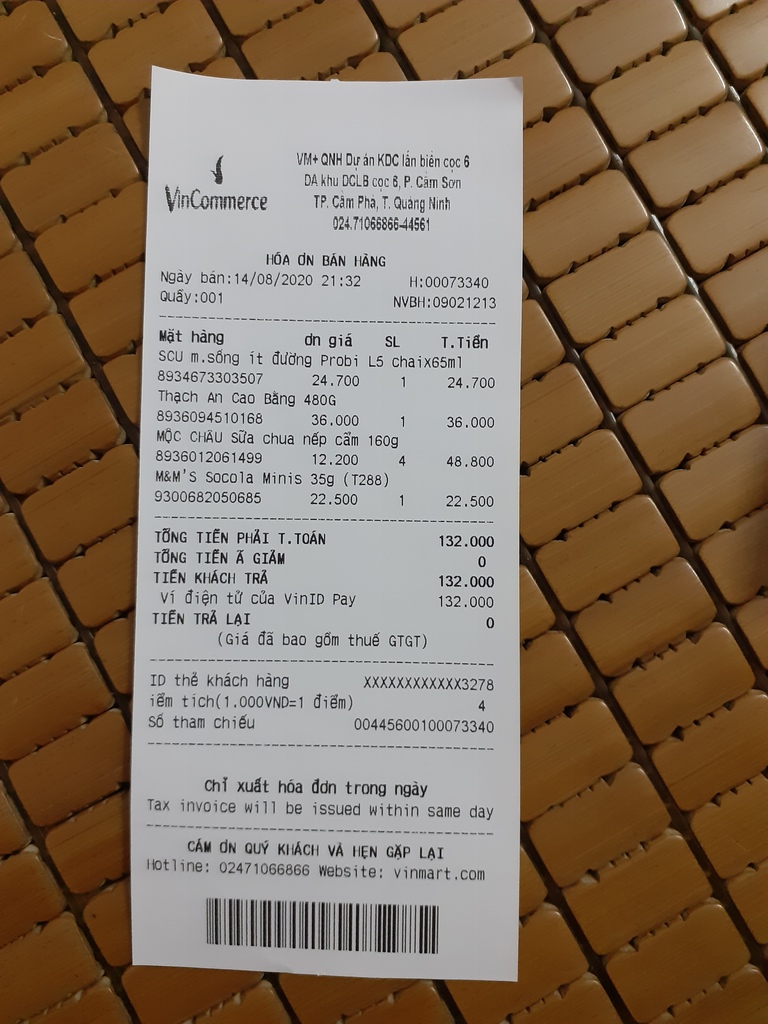 VinCommerce
VM+ QNH Dự án KDC lấn biển cọc 6
DA khu DCLB cọc 6, P. Cẩm Sơn
TP. Cẩm Phả, T. Quảng Ninh
024.71066866-44561
HÓA ƠN BÁN HÀNG
Ngày bán:14/08/2020 21:32 H:00073340
Quầy:001 NVBH:09021213
Mặt hàng ơn giá SL T.Tiền
SCU m.sống ít đường Probi L5 chaix65ml
8934673303507 24.700 1 24.700
Thạch An Cao Bằng 480G
8936094510168 36.000 1 36.000
MỘC CHÂU Sữa chua nếp cẩm 160g
8936012061499 12.200 4 48.800
M&M'S Socola Minis 35g (T288)
9300682050685 22.500 1 22.500
TỔNG TIỀN PHẢI T.TOÁN 132.000
TỔNG TIỀN Ã GIẢM 0
TIỀN KHÁCH TRẢ 132.000
Ví điện tử của VinID Pay 132.000
TIỀN TRẢ LẠI 0
(Giá đã bao gồm thuế GTGT)
ID thẻ khách hàng XXXXXXXXXXXX3278
iểm tích(1.000VND=1 điểm) 4
Số tham chiếu 00445600100073340
Chỉ xuất hóa đơn trong ngày
Tax invoice will be issued within same day
CẢM ƠN QUÝ KHÁCH VÀ HẸN GẶP LẠI
Hotline: 02471066866 Website: vinmart.com